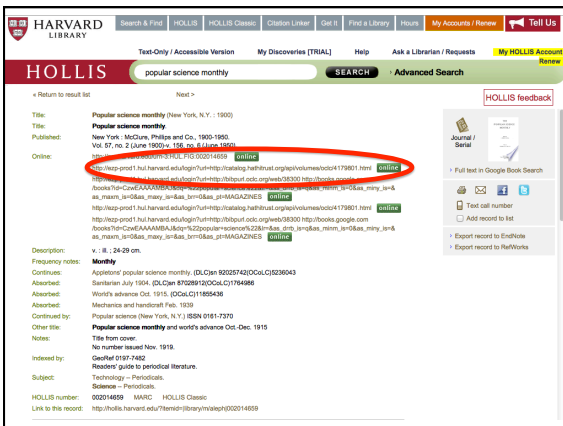 HARVARD
LIBRARY
Search & Find HOLLIS HOLLIS Classic Citation Linker Get It Find a Library Hours My Accounts / Renew Tell Us
Text-Only / Accessible Version My Discoveries [TRIAL] Help Ask a Librarian / Requests My HOLLIS Account
Renew
HOLLIS popular science monthly SEARCH › Advanced Search
« Return to result list Next >
HOLLIS feedback
Title: Popular science monthly (New York, N.Y. : 1900)
Title: Popular science monthly.
Published: New York : McClure, Phillips and Co., 1900-1950.
Vol. 57, no. 2 (June 1900)-v. 156, no. 6 (June 1950).
Online: online
http://ezp-prod1.hul.harvard.edu/login?url=http://catalog.hathitrust.org/api/volumes/oclc/4179801.html online
http://ezp-prod1.hul.harvard.edu/login?url=http://bibpurl.oclc.org/web/38300 http://books.google.com
as_maxm_is=0&as_maxy_is=&as_brr=0&as_pt=MAGAZINES online
http://ezp-prod1.hul.harvard.edu/login?url=http://bibpurl.oclc.org/web/38300 http://books.google.com
as_maxm_is=0&as_maxy_is=&as_brr=0&as_pt=MAGAZINES online
Description: v. : ill. ; 24-29 cm.
Frequency notes: Monthly
Continues: Appletons' popular science monthly. (DLC)sn 92025742(OCoLC)5236043
Absorbed: Sanitarian July 1904. (DLC)sn 87028912(OCoLC)1764986
Absorbed: World's advance Oct. 1915. (OCoLC)11855436
Absorbed: Mechanics and handicraft Feb. 1939
Continued by: Popular science (New York, N.Y.) ISSN 0161-7370
Other title: Popular science monthly and world's advance Oct.-Dec. 1915
Notes: Title from cover.
No number issued Nov. 1919.
Indexed by: GeoRef 0197-7482
Readers' guide to periodical literature.
Subject: Technology -- Periodicals.
Science -- Periodicals.
HOLLIS number: 002014659 MARC HOLLIS Classic
Link to this record: http://hollis.harvard.edu/?itemid=|library/m/aleph|002014659
Journal /
Serial
› Full text in Google Book Search
Text call number
Add record to list
› Export record to EndNote
› Export record to RefWorks